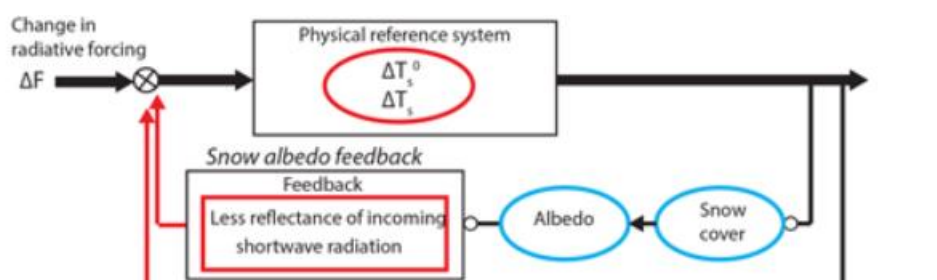 Change in
radiative forcing
ΔF
Physical reference system
ΔTₛ⁰
ΔTₛ
Snow albedo feedback
Feedback
Less reflectance of incoming
shortwave radiation
Albedo
Snow
cover